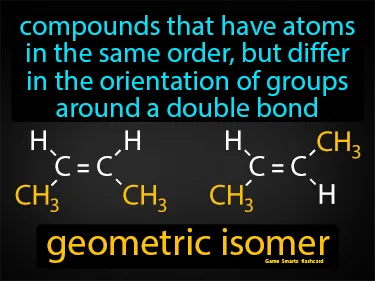 compounds that have atoms
in the same order, but differ
in the orientation of groups
around a double bond
H H H CH3
C = C C = C
CH3 CH3 CH3 H
geometric isomer
Game Smartz flashcard